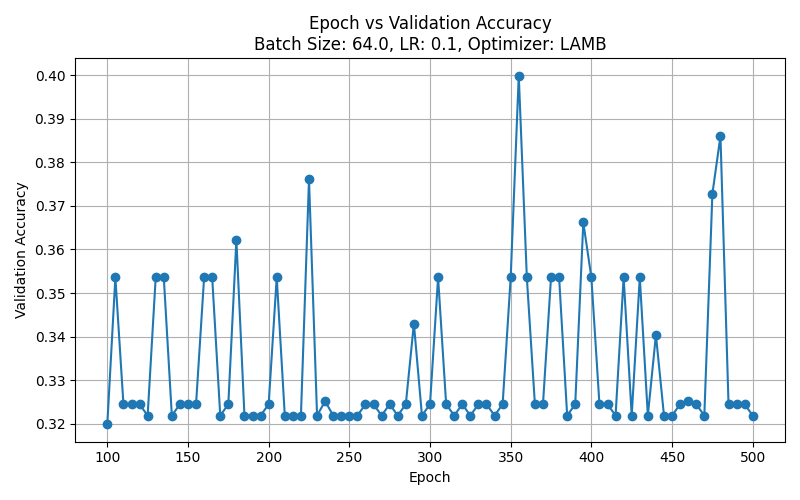 Epoch vs Validation Accuracy
Batch Size: 64.0, LR: 0.1, Optimizer: LAMB
Validation Accuracy
0.40
0.39
0.38
0.37
0.36
0.35
0.34
0.33
0.32
100 150 200 250 300 350 400 450 500
Epoch